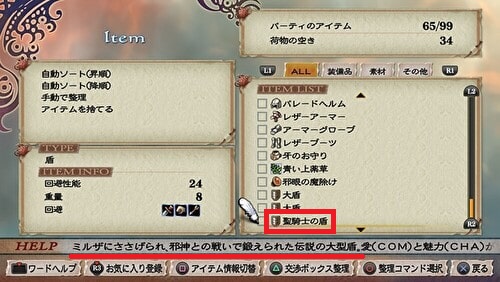 Item
パーティのアイテム 65/99
荷物の空き 34
自動ソート(昇順)
自動ソート(降順)
手動で整理
アイテムを捨てる
L1 ALL 装備品 素材 その他 R1
ITEM LIST
L2
パレードヘルム
レザーアーマー
アーマーグローブ
レザーブーツ
牙のお守り
青い上薬草
邪眼の魔除け
大盾
大盾
聖騎士の盾
R2
TYPE
盾
ITEM INFO
回避性能 24
重量 8
HELP ミルザにささげられ、邪神との戦いで鍛えられた伝説の大型盾。愛(COM)と魅力(CHA)が
ワードヘルプ R3 お気に入り登録 アイテム情報切替 交渉ボックス整理 整理コマンド選択 戻る